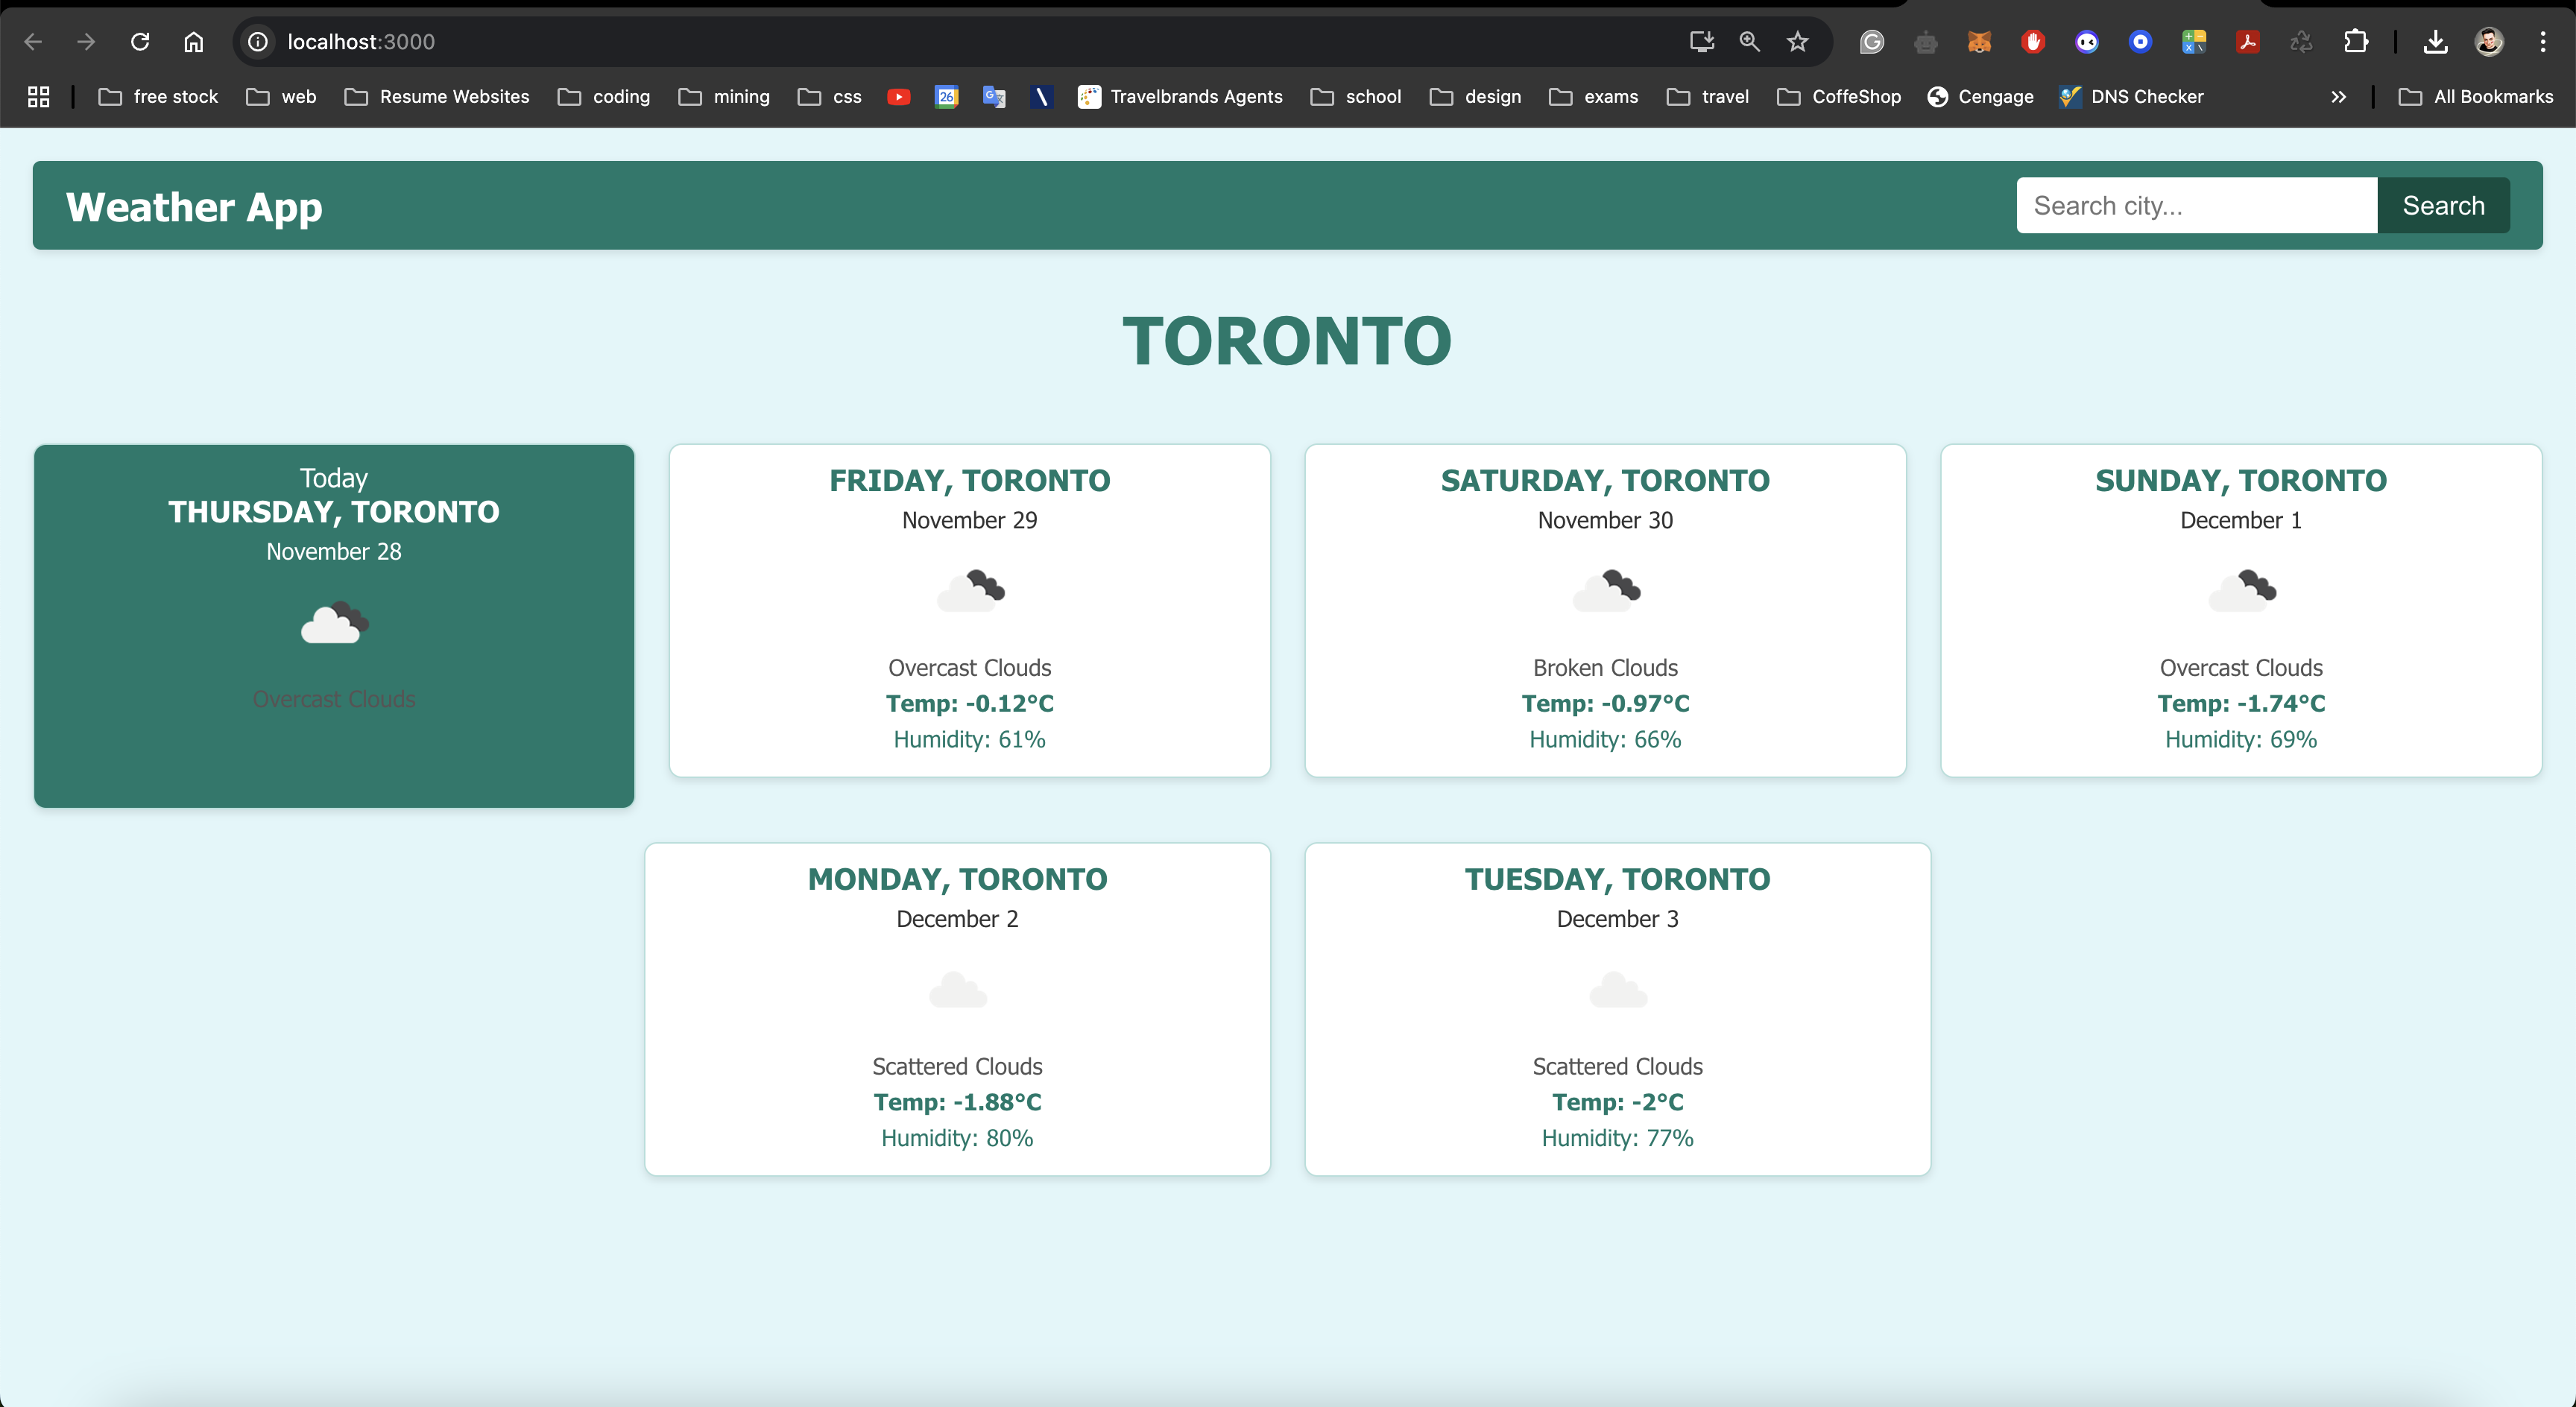 localhost:3000
free stock
web
Resume Websites
coding
mining
css
26
Travelbrands Agents
school
design
exams
travel
CoffeShop
Cengage
DNS Checker
All Bookmarks
Weather App
Search city...
Search
TORONTO
Today
THURSDAY, TORONTO
November 28
Overcast Clouds
FRIDAY, TORONTO
November 29
Overcast Clouds
Temp: -0.12°C
Humidity: 61%
SATURDAY, TORONTO
November 30
Broken Clouds
Temp: -0.97°C
Humidity: 66%
SUNDAY, TORONTO
December 1
Overcast Clouds
Temp: -1.74°C
Humidity: 69%
MONDAY, TORONTO
December 2
Scattered Clouds
Temp: -1.88°C
Humidity: 80%
TUESDAY, TORONTO
December 3
Scattered Clouds
Temp: -2°C
Humidity: 77%